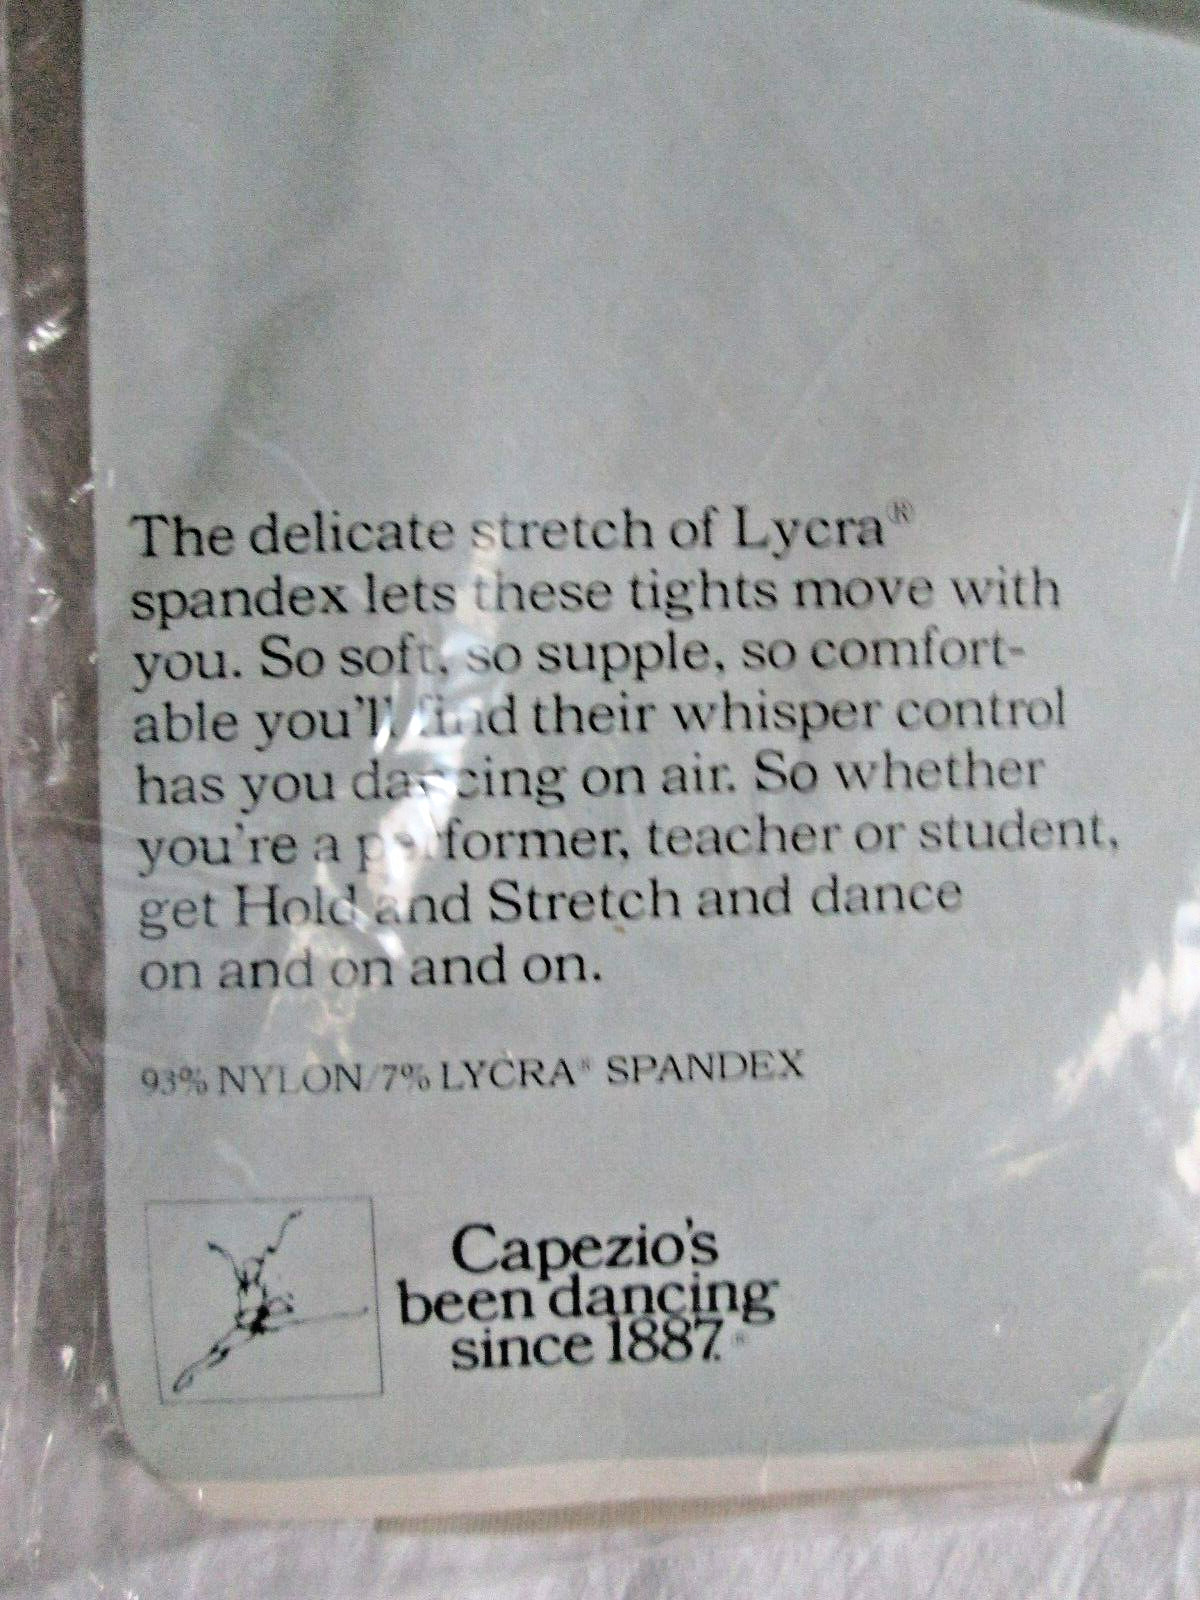 The delicate stretch of Lycra®
spandex lets these tights move with
you. So soft, so supple, so comfort-
able you'll find their whisper control
has you dancing on air. So whether
you're a performer, teacher or student,
get Hold and Stretch and dance
on and on and on.
93% NYLON/7% LYCRA® SPANDEX
Capezio's
been dancing
since 1887.®